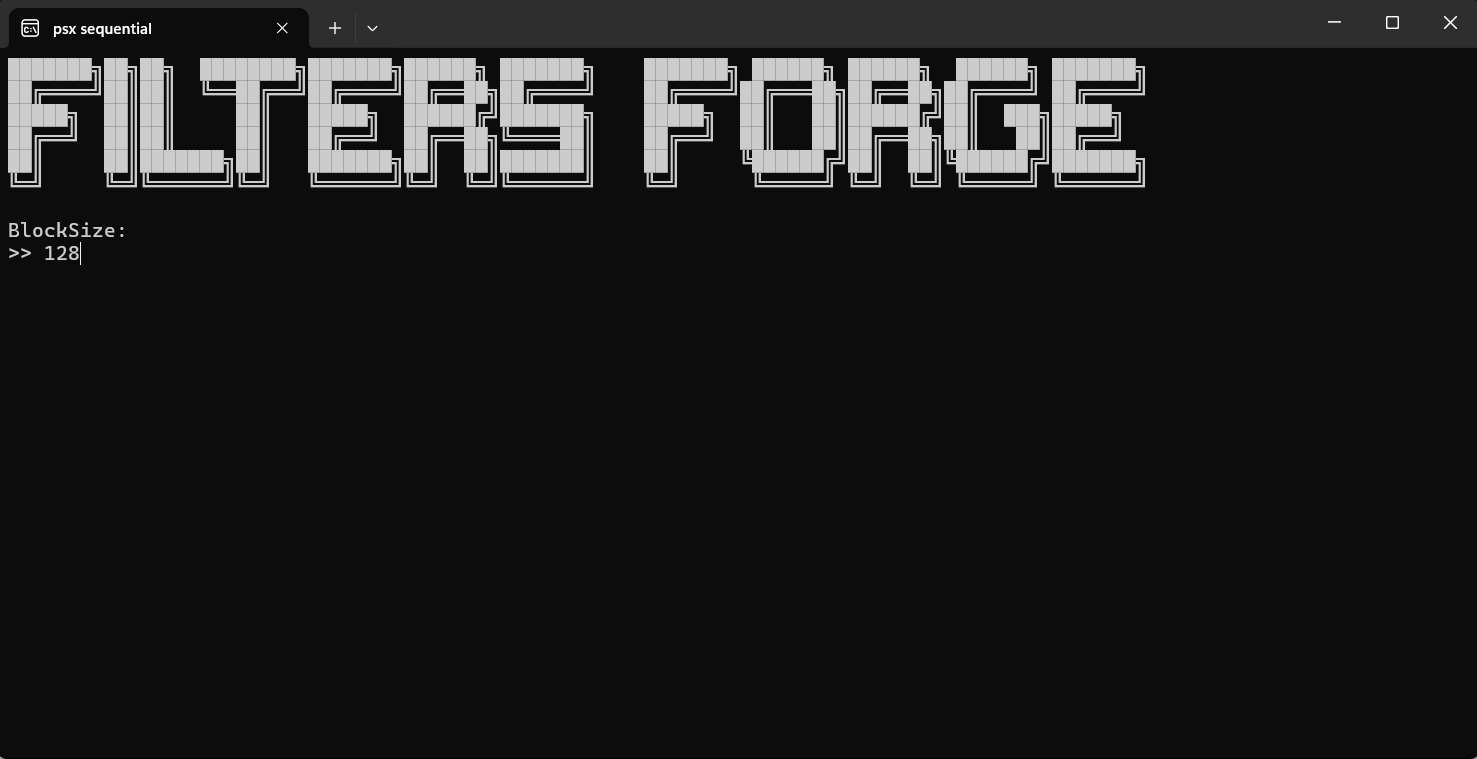 psx sequential
FILTERS FORGE
BlockSize:
>> 128